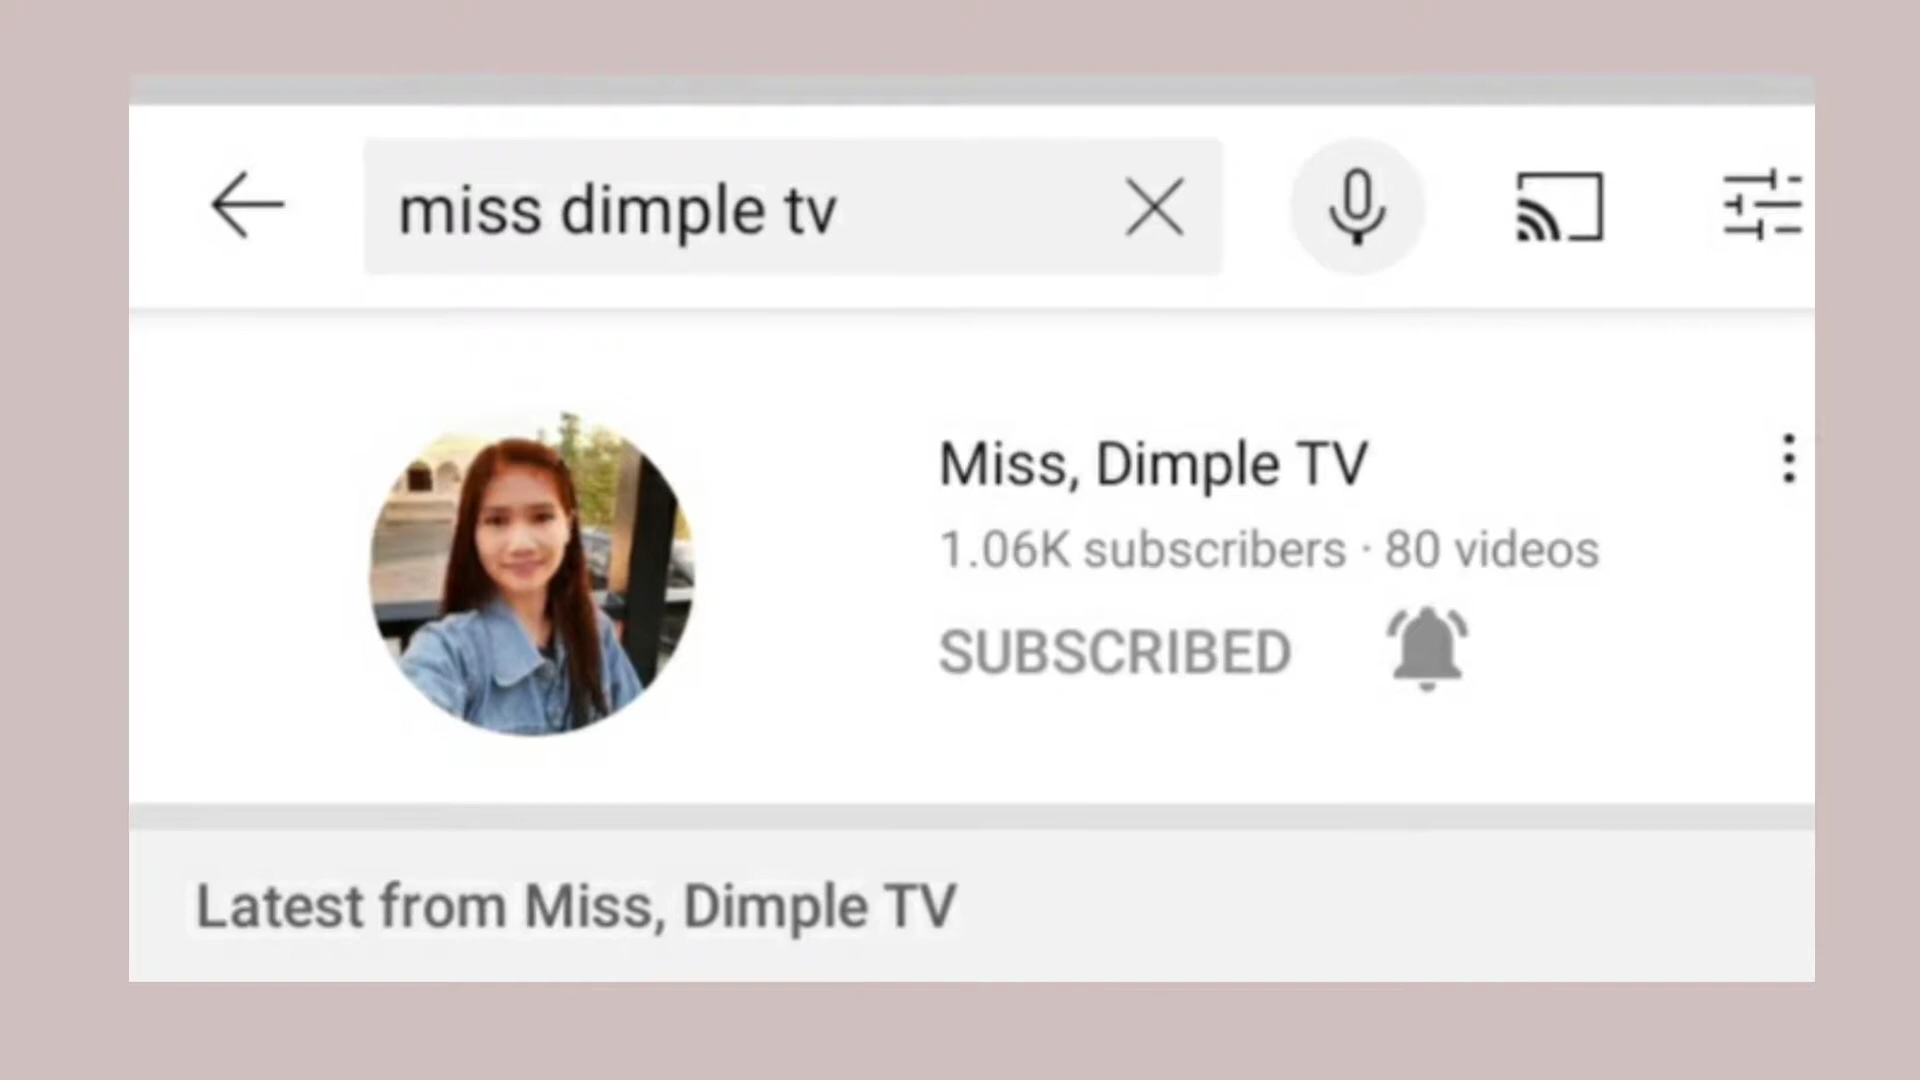 miss dimple tv
Miss, Dimple TV
1.06K subscribers · 80 videos
SUBSCRIBED
Latest from Miss, Dimple TV